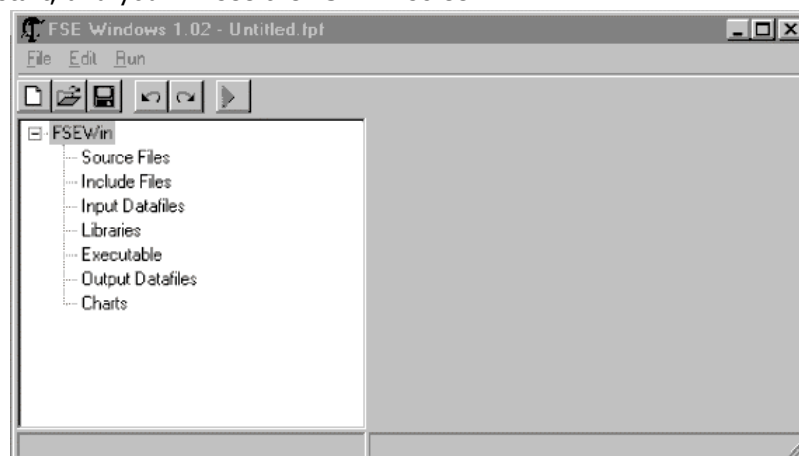 FSE Windows 1.02 - Untitled.fpf
File Edit Run
FSEWin
Source Files
Include Files
Input Datafiles
Libraries
Executable
Output Datafiles
Charts